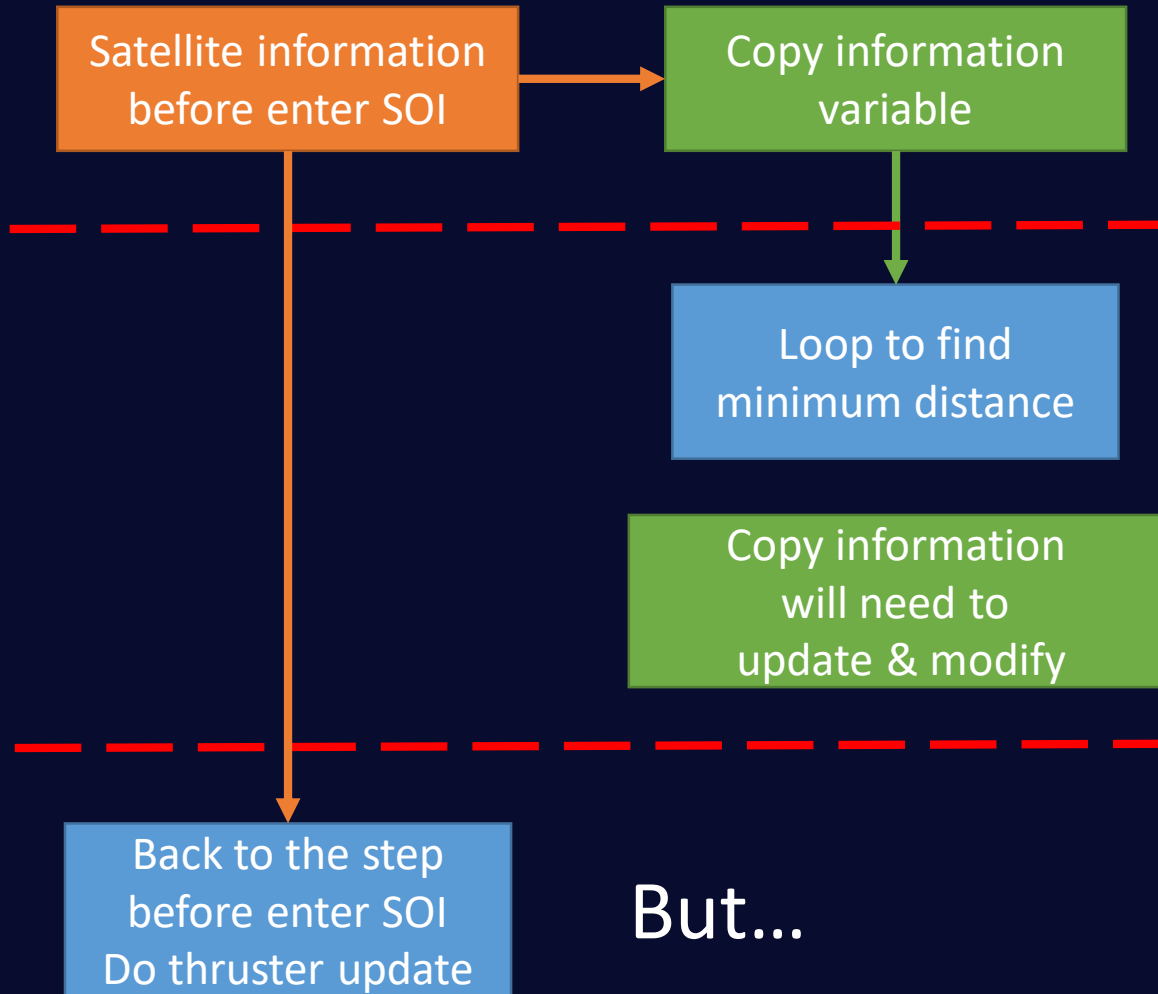 Satellite information
before enter SOI
Copy information
variable
Loop to find
minimum distance
Copy information
will need to
update & modify
Back to the step
before enter SOI
Do thruster update
But...